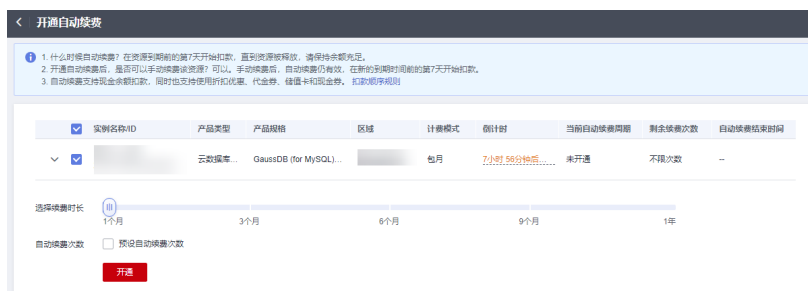 开通自动续费
1. 什么时候自动续费？在资源到期前的第7天开始扣款，直到资源被释放，请保持余额充足。
2. 开通自动续费后，是否可以手动续费该资源？可以。手动续费后，自动续费仍有效，在新的到期时间前的第7天开始扣款。
3. 自动续费支持现金余额扣款，同时也支持使用折扣优惠、代金券、储值卡和现金券。 扣款顺序规则
实例名称/ID 产品类型 产品规格 区域 计费模式 倒计时 当前自动续费周期 剩余续费次数 自动续费结束时间
云数据库... GaussDB (for MySQL)... 包月 7小时 56分钟后... 未开通 不限次数 --
选择续费时长
1个月 3个月 6个月 9个月 1年
自动续费次数 预设自动续费次数
开通